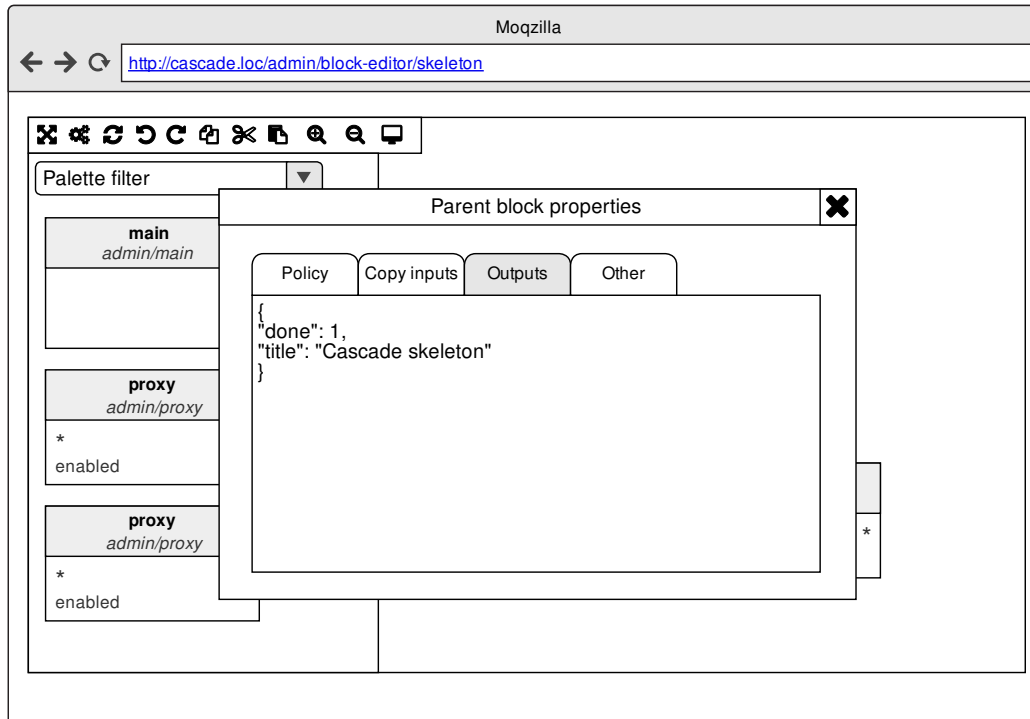 Moqzilla
http://cascade.loc/admin/block-editor/skeleton
Palette filter
Parent block properties
main
admin/main
Policy
Copy inputs
Outputs
Other
{
"done": 1,
"title": "Cascade skeleton"
}
proxy
admin/proxy
*
enabled
proxy
admin/proxy
*
enabled
*